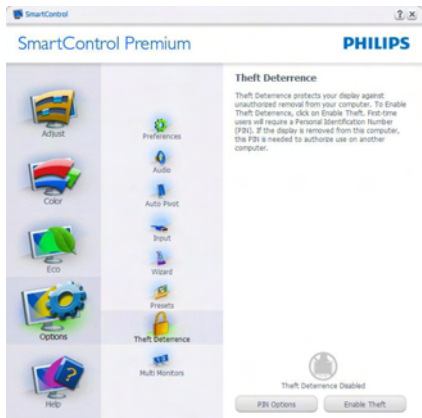 SmartControl
SmartControl Premium
PHILIPS
Adjust
Color
Eco
Options
Help
Preferences
Audio
Auto Pivot
Input
Wizard
Presets
Theft Deterrence
Multi Monitors
Theft Deterrence
Theft Deterrence protects your display against
unauthorized removal from your computer. To Enable
Theft Deterrence, click on Enable Theft. First-time
users will require a Personal Identification Number
(PIN). If the display is removed from this computer,
this PIN is needed to authorize use on another
computer.
Theft Deterrence Disabled
PIN Options
Enable Theft